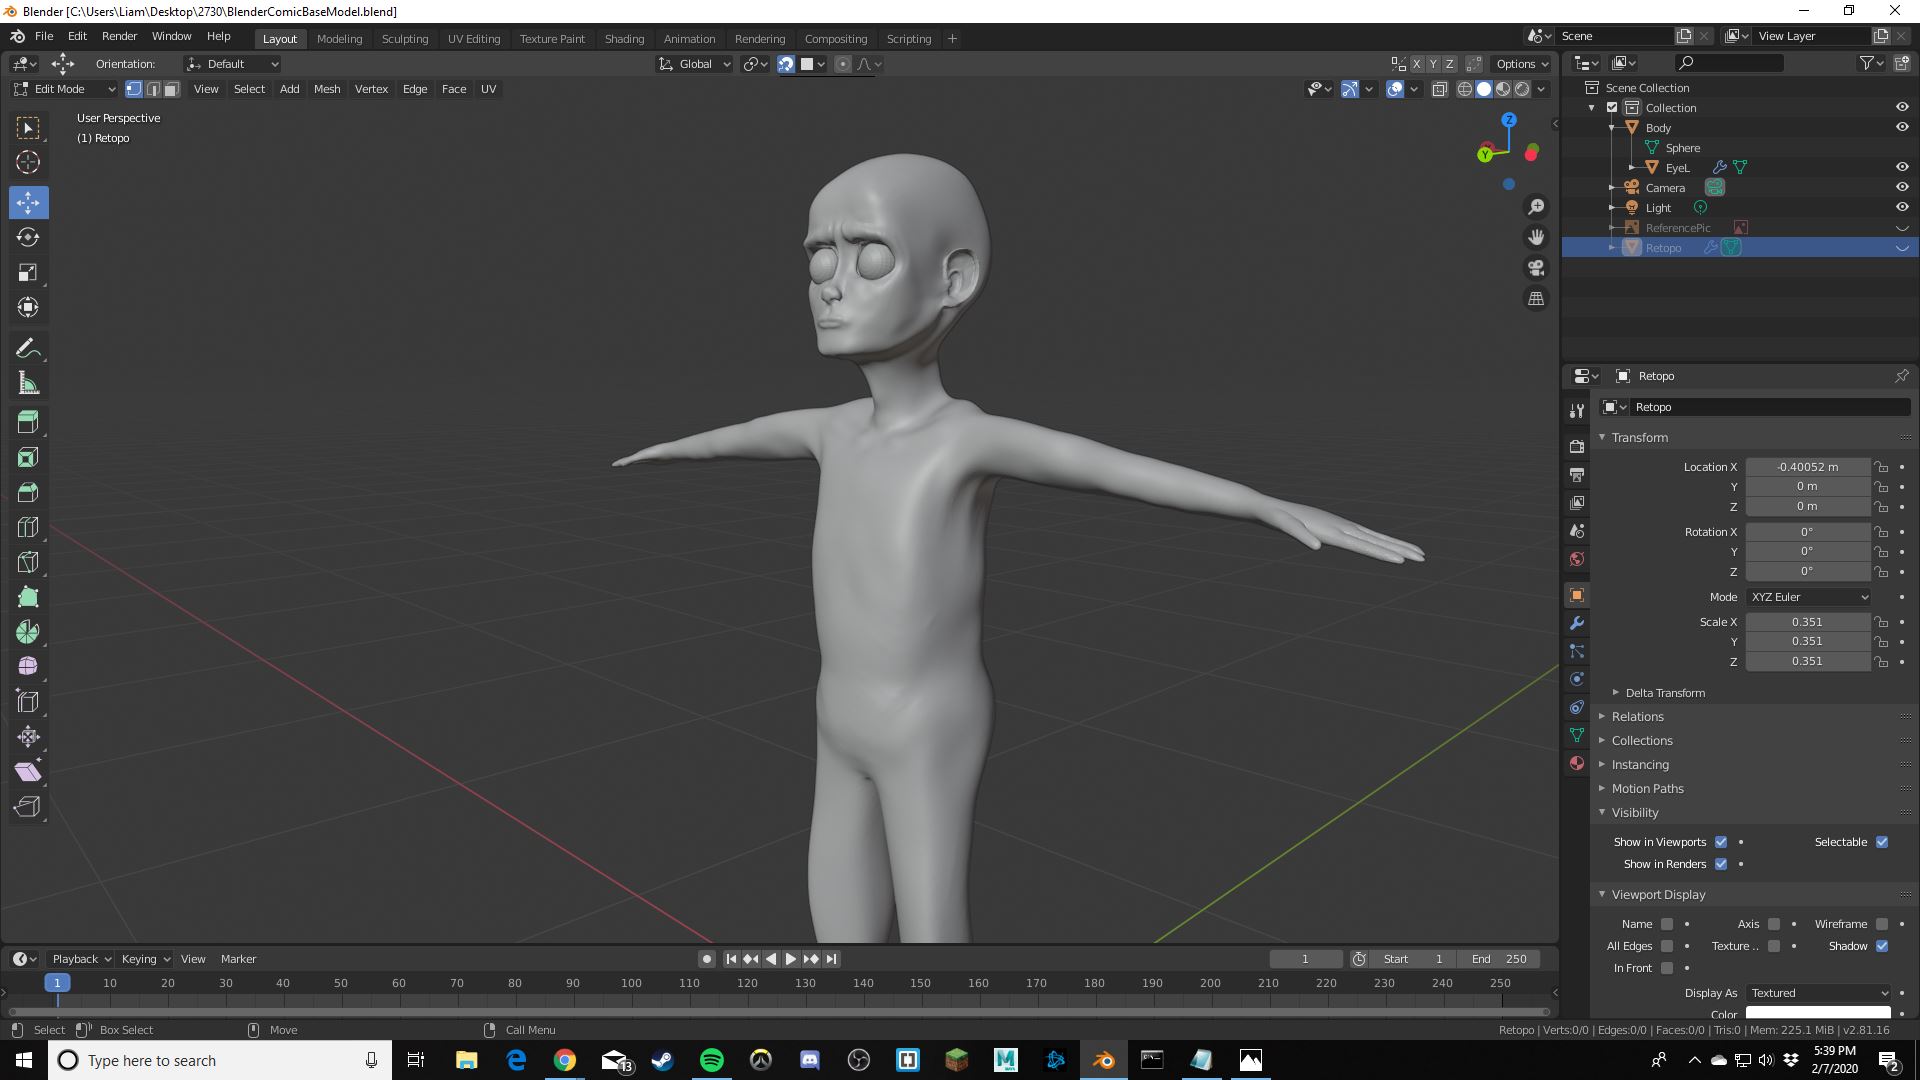 Blender [C:\Users\Liam\Desktop\2730\BlenderComicBaseModel.blend]
File Edit Render Window Help Layout Modeling Sculpting UV Editing Texture Paint Shading Animation Rendering Compositing Scripting + Scene View Layer
Orientation: Default Global X Y Z Options
Edit Mode View Select Add Mesh Vertex Edge Face UV
User Perspective
(1) Retopo
Z
Y
Scene Collection
Collection
Body
Sphere
EyeL
Camera
Light
ReferencePic
Retopo
Retopo
Retopo
Transform
Location X -0.40052 m
Y 0 m
Z 0 m
Rotation X 0°
Y 0°
Z 0°
Mode XYZ Euler
Scale X 0.351
Y 0.351
Z 0.351
Delta Transform
Relations
Collections
Instancing
Motion Paths
Visibility
Show in Viewports Selectable
Show in Renders
Viewport Display
Name Axis Wireframe
All Edges Texture .. Shadow
In Front
Display As Textured
Color
Playback Keying View Marker 1 Start 1 End 250
1 10 20 30 40 50 60 70 80 90 100 110 120 130 140 150 160 170 180 190 200 210 220 230 240 250
Select Box Select Move Call Menu Retopo | Verts:0/0 | Edges:0/0 | Faces:0/0 | Tris:0 | Mem: 225.1 MiB | v2.81.16
Type here to search 13 5:39 PM
2/7/2020 2